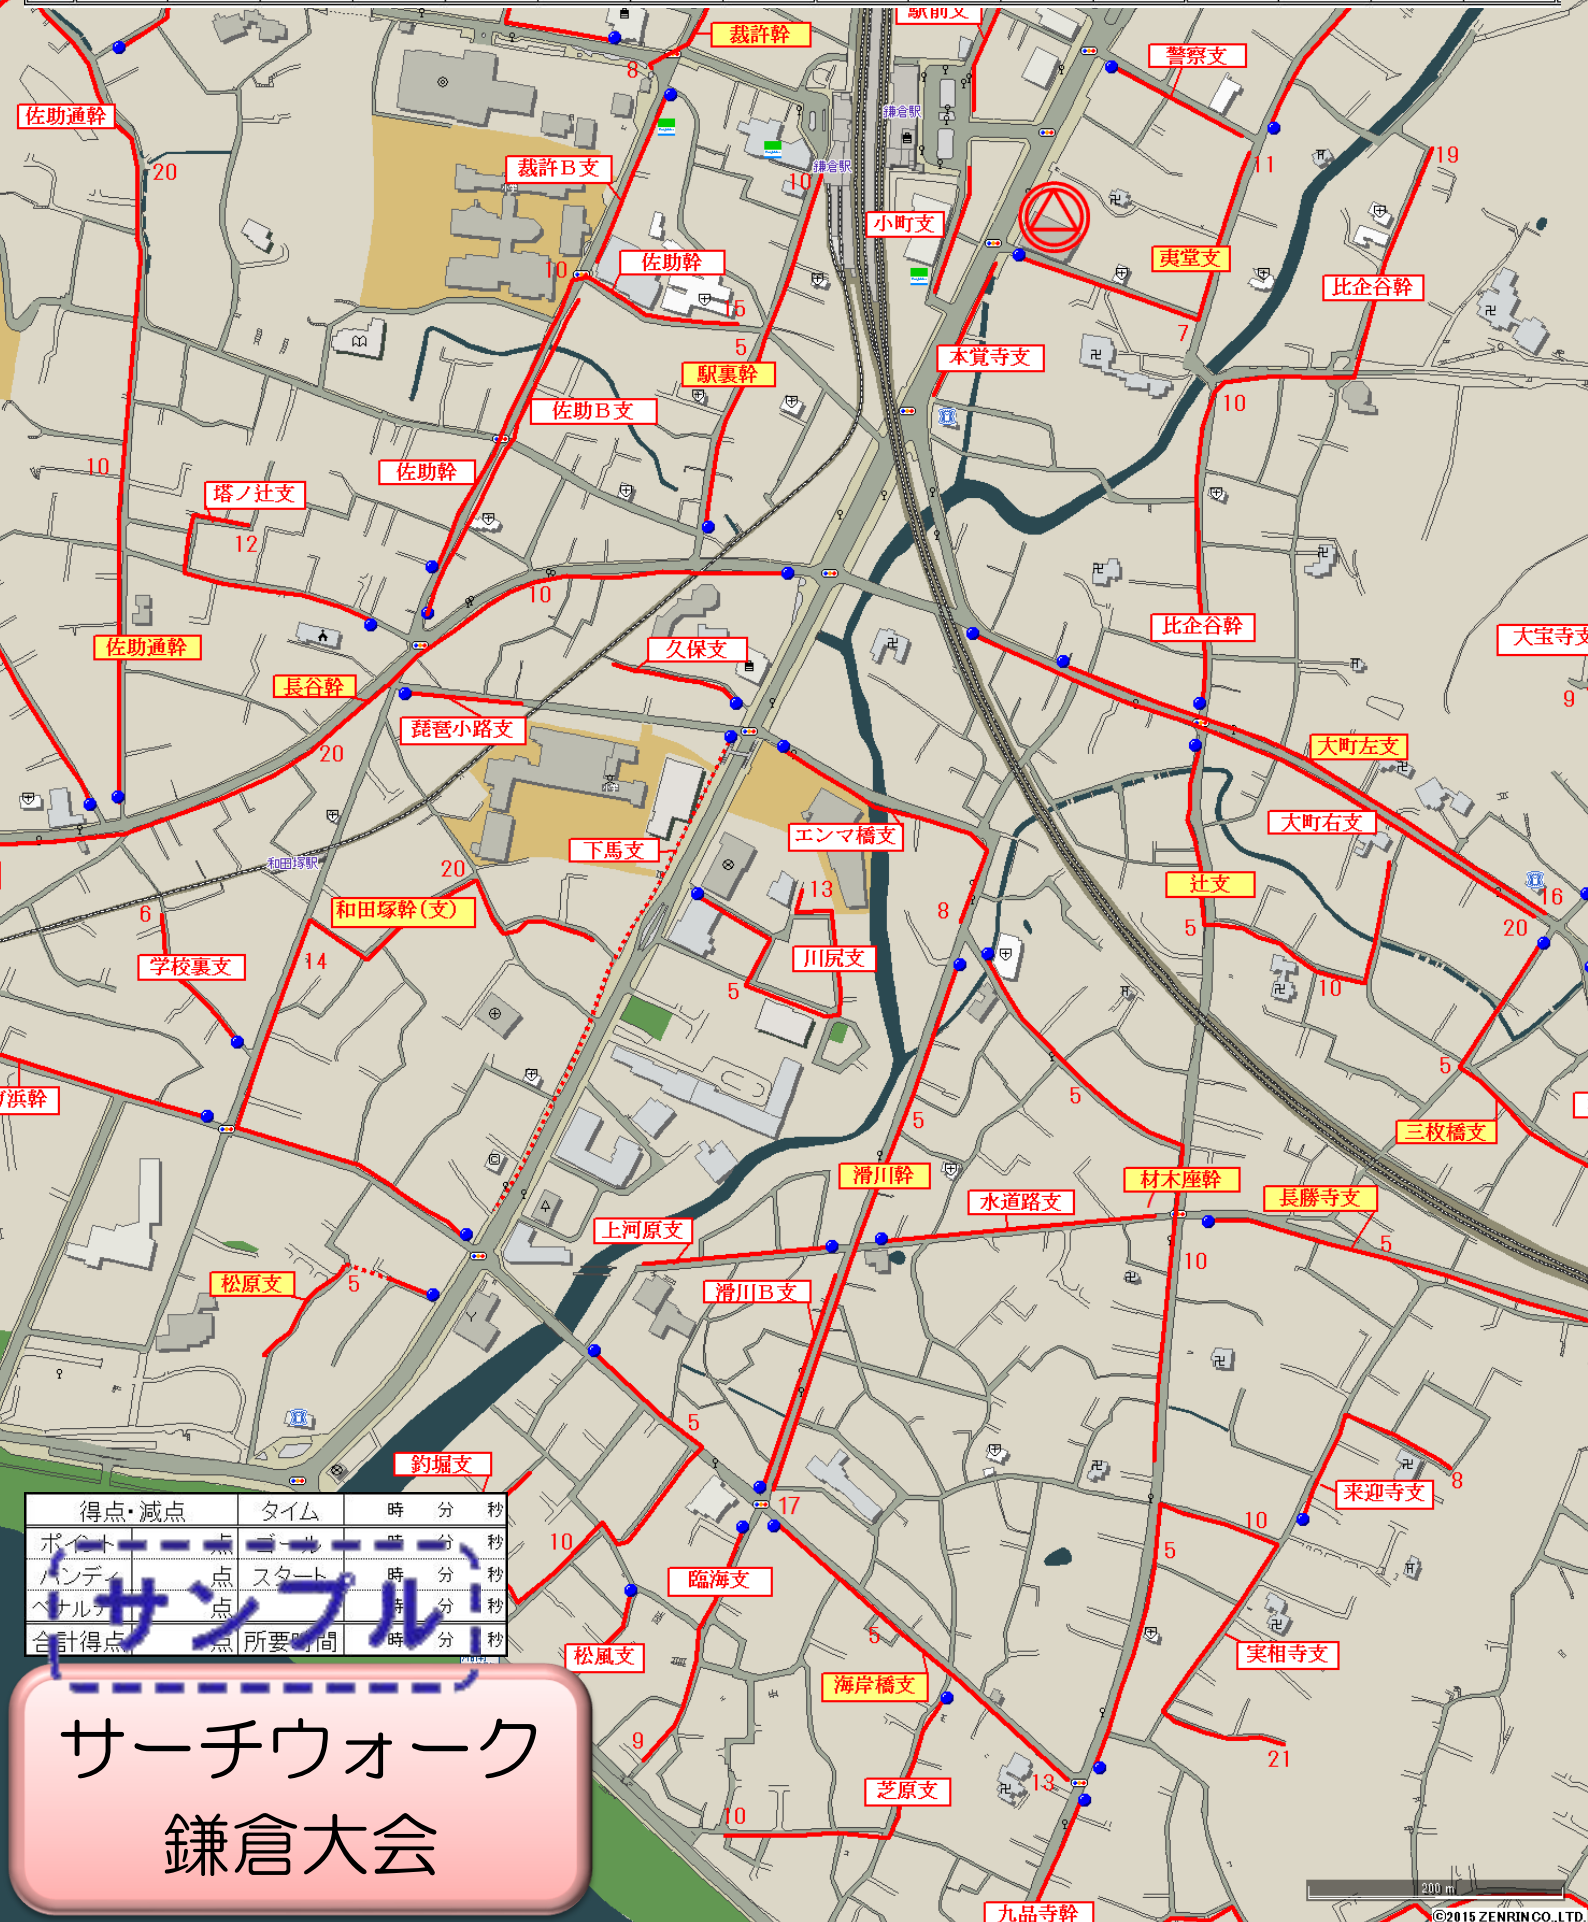 駅前支
裁許幹
8
警察支
佐助通幹
鎌倉駅
20
裁許B支
鎌倉駅
10
11
19
小町支
佐助幹
10
夷堂支
比企谷幹
15
7
5
本覚寺支
駅裏幹
10
佐助B支
佐助幹
10
塔ノ辻支
12
10
比企谷幹
大宝寺支
佐助通幹
久保支
長谷幹
9
琵琶小路支
大町左支
20
大町右支
エンマ橋支
下馬支
和田塚駅
20
13
辻支
16
6
和田塚幹(支)
8
5
20
学校裏支
14
川尻支
5
10
5
浜幹
5
5
三枚橋支
滑川幹
材木座幹
長勝寺支
水道路支
上河原支
5
10
松原支
5
滑川B支
5
釣堀支
8
来迎寺支
得点・減点 タイム 時 分 秒
17
10
ポイント 点 ゴール 時 分 秒
10
5
ハンディ 点 スタート 時 分 秒
臨海支
ペナルティ 点 時 分 秒
サンプル
5
合計得点 点 所要時間 時 分 秒
松風支
実相寺支
海岸橋支
サーチウォーク
9
21
13
芝原支
10
鎌倉大会
200 m
九品寺幹
©2015 ZENRIN CO.,LTD